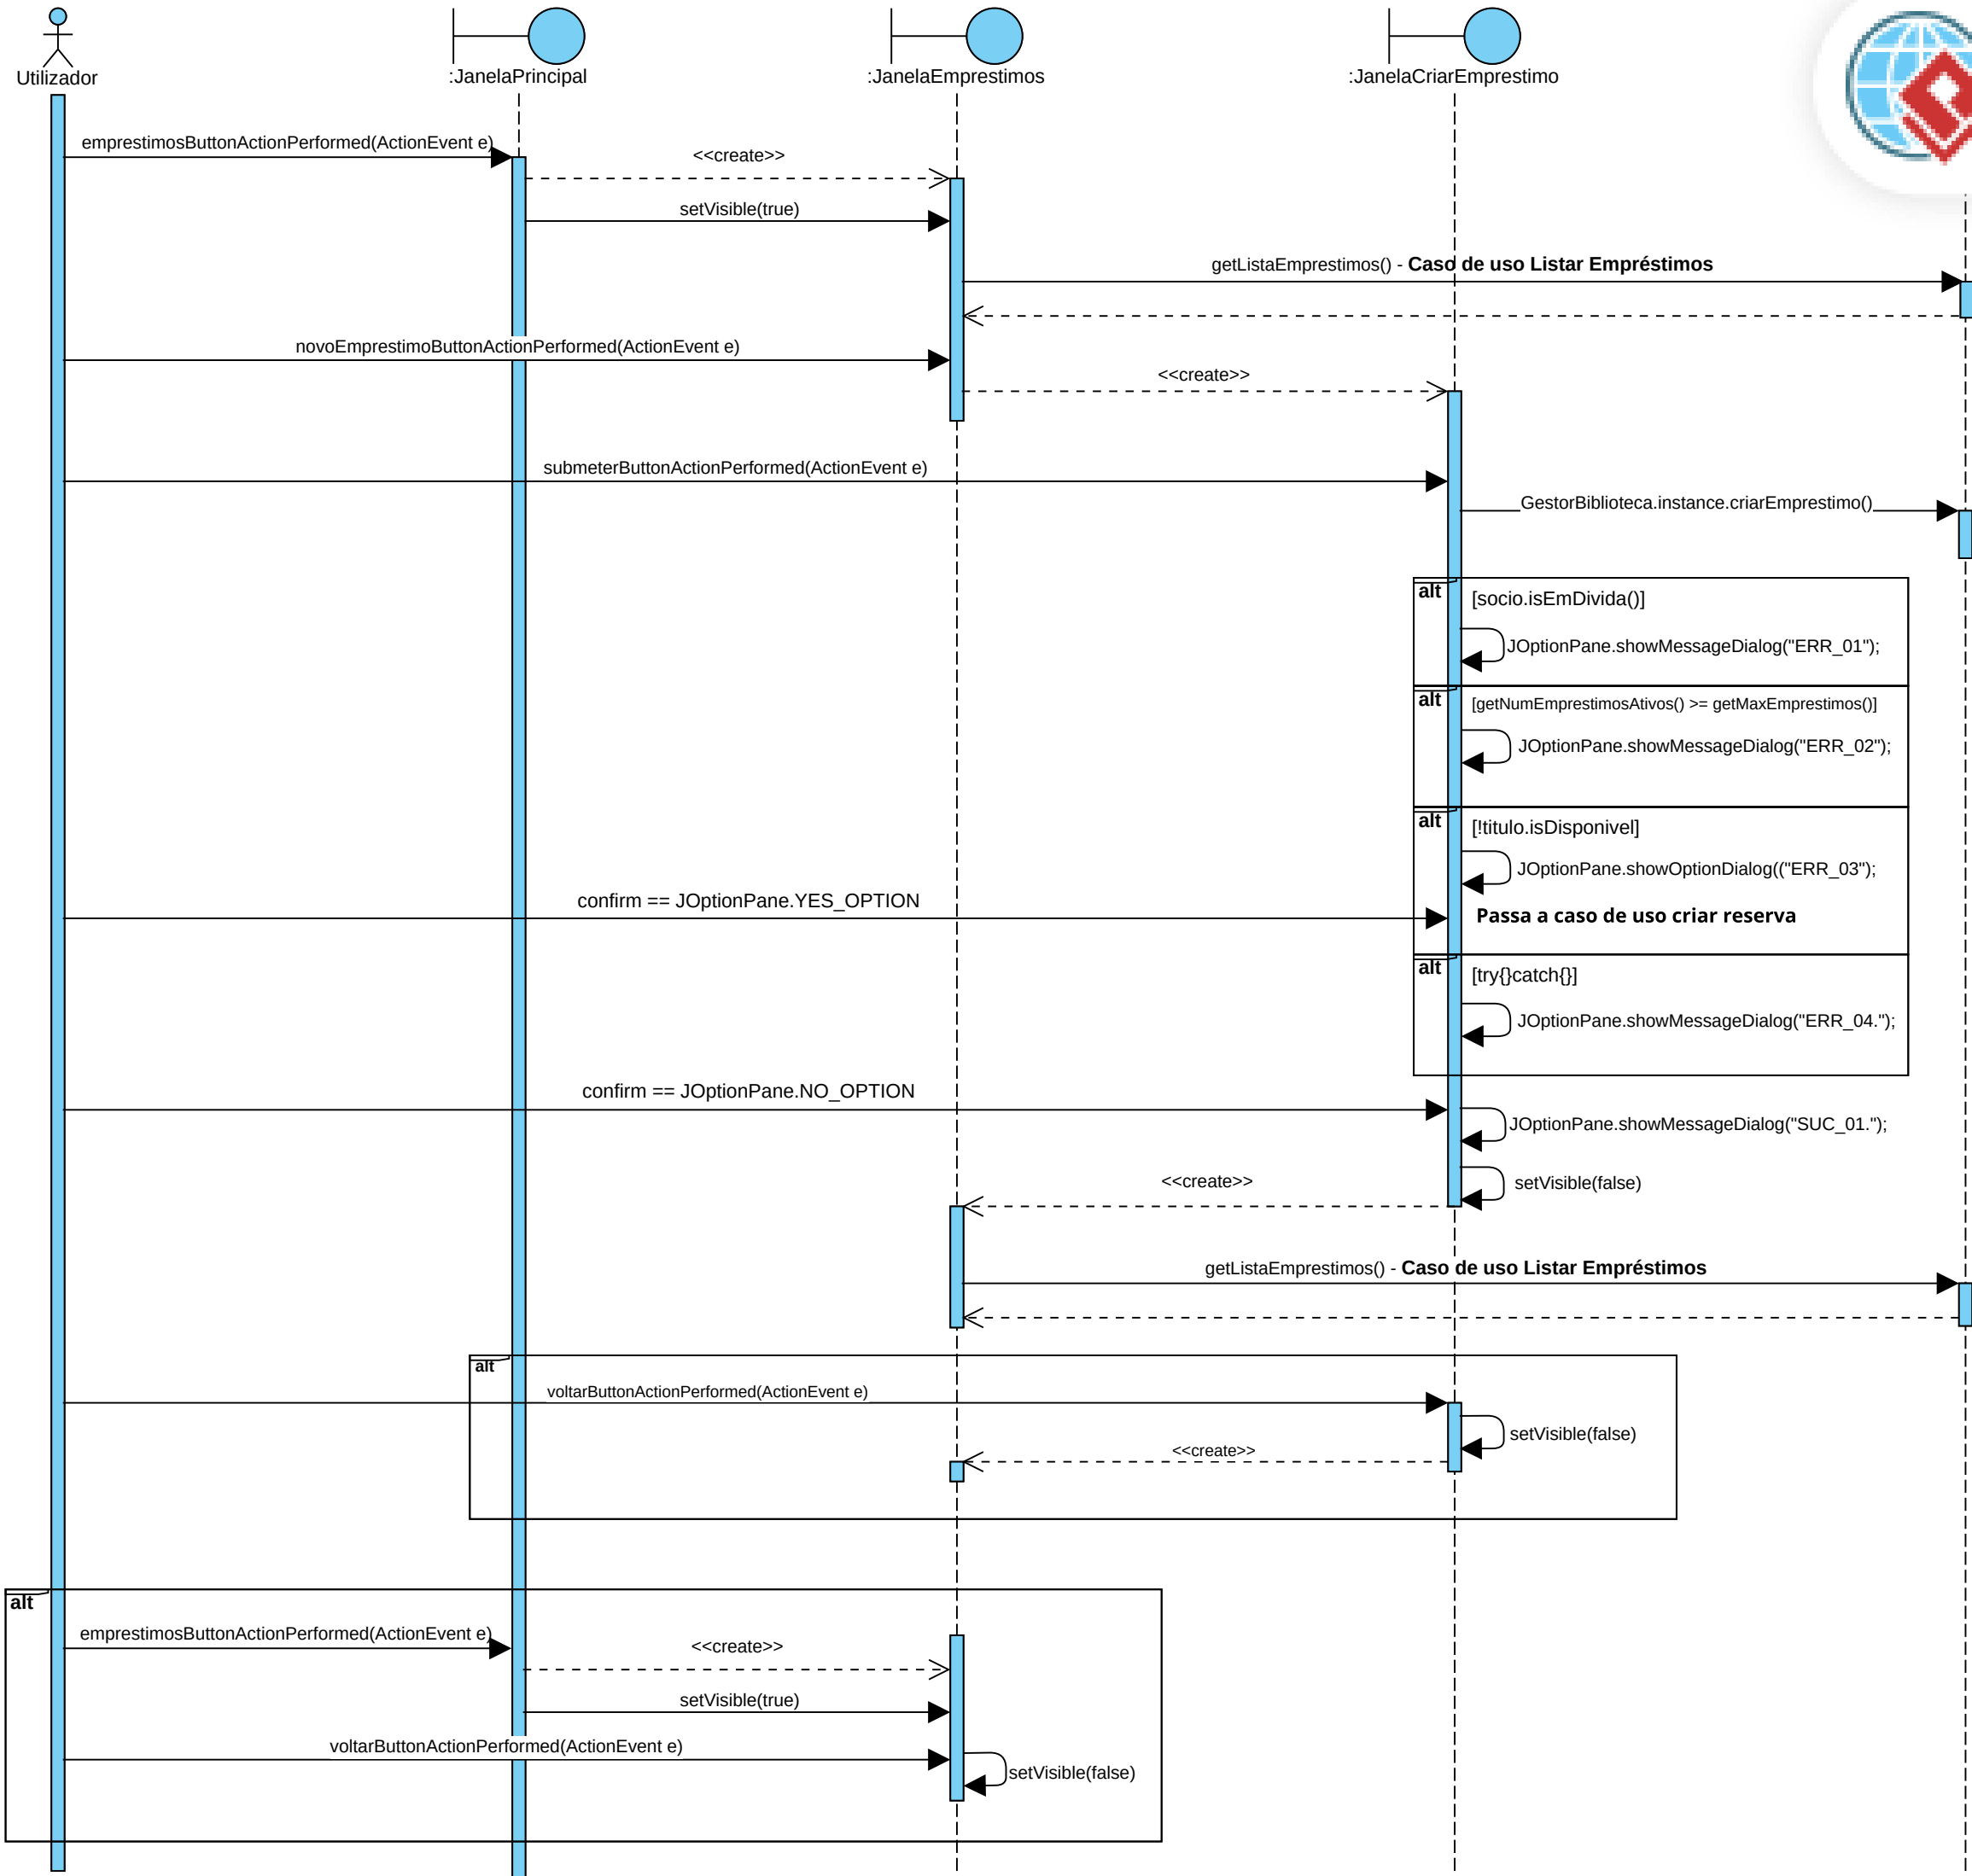 Utilizador
:JanelaPrincipal
:JanelaEmprestimos
:JanelaCriarEmprestimo
emprestimosButtonActionPerformed(ActionEvent e)
<<create>>
setVisible(true)
getListaEmprestimos() - Caso de uso Listar Empréstimos
novoEmprestimoButtonActionPerformed(ActionEvent e)
<<create>>
submeterButtonActionPerformed(ActionEvent e)
GestorBiblioteca.instance.criarEmprestimo()
alt
[socio.isEmDivida()]
JOptionPane.showMessageDialog("ERR_01");
alt
[getNumEmprestimosAtivos() >= getMaxEmprestimos()]
JOptionPane.showMessageDialog("ERR_02");
alt
[!titulo.isDisponivel]
JOptionPane.showOptionDialog(("ERR_03");
confirm == JOptionPane.YES_OPTION
Passa a caso de uso criar reserva
alt
[try{}catch{}]
JOptionPane.showMessageDialog("ERR_04.");
confirm == JOptionPane.NO_OPTION
JOptionPane.showMessageDialog("SUC_01.");
<<create>>
setVisible(false)
getListaEmprestimos() - Caso de uso Listar Empréstimos
alt
voltarButtonActionPerformed(ActionEvent e)
setVisible(false)
<<create>>
alt
emprestimosButtonActionPerformed(ActionEvent e)
<<create>>
setVisible(true)
voltarButtonActionPerformed(ActionEvent e)
setVisible(false)